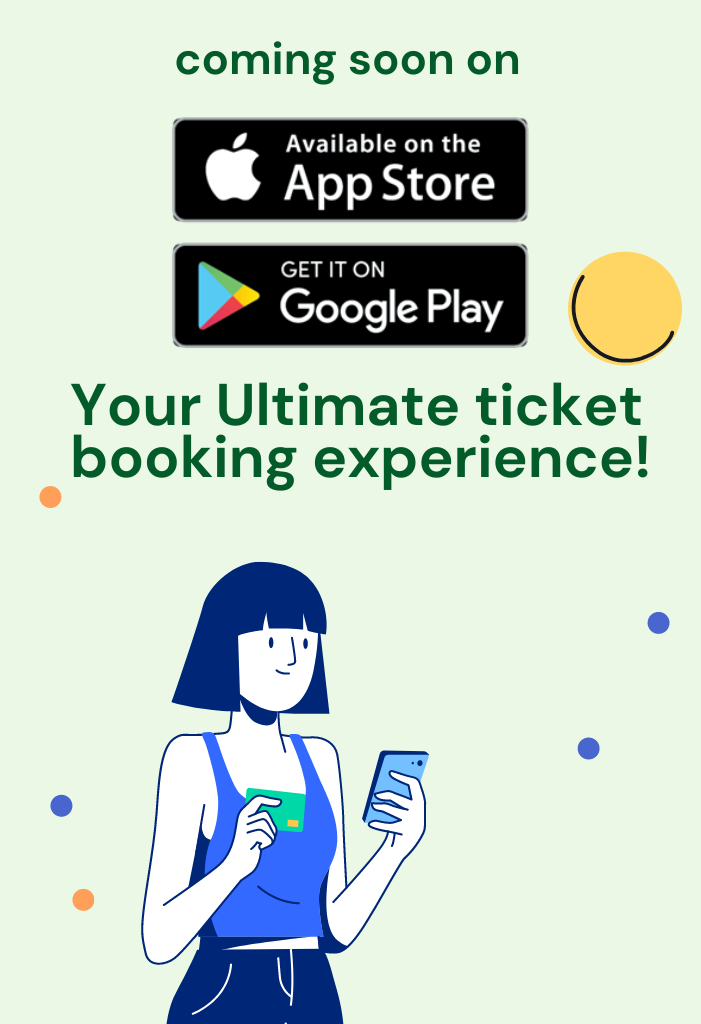 coming soon on
Available on the
App Store
GET IT ON
Google Play
Your Ultimate ticket
booking experience!